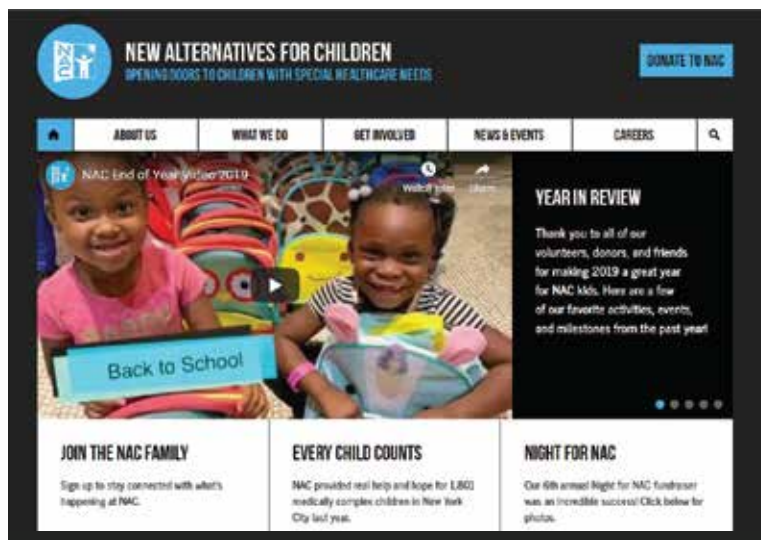 NAC
NEW ALTERNATIVES FOR CHILDREN
OPENING DOORS TO CHILDREN WITH SPECIAL HEALTHCARE NEEDS
DONATE TO NAC
ABOUT US
WHAT WE DO
GET INVOLVED
NEWS & EVENTS
CAREERS
NAC End of Year Video 2019
Watch later
Share
Back to School
YEAR IN REVIEW
Thank you to all of our
volunteers, donors, and friends
for making 2019 a great year
for NAC kids. Here are a few
of our favorite activities, events,
and milestones from the past year!
JOIN THE NAC FAMILY
Sign up to stay connected with what's
happening at NAC.
EVERY CHILD COUNTS
NAC provided real help and hope for 1,801
medically complex children in New York
City last year.
NIGHT FOR NAC
Our 6th annual Night for NAC fundraiser
was an incredible success! Click below for
photos.